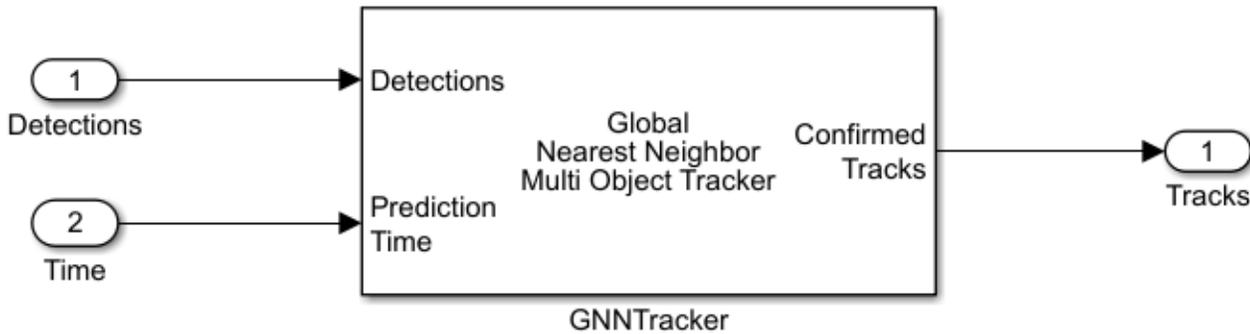 1
Detections
2
Time
Detections
Prediction
Time
Global
Nearest Neighbor
Multi Object Tracker
Confirmed
Tracks
GNNTracker
1
Tracks